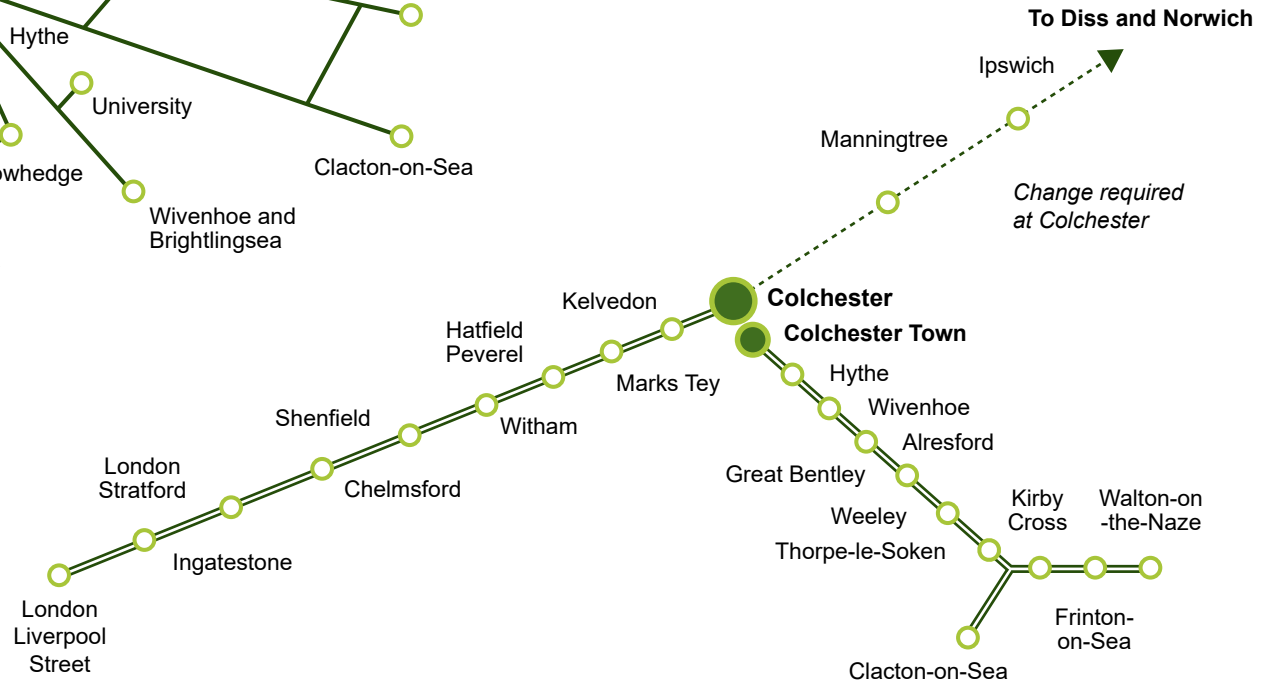 Hythe
University
owhedge
Wivenhoe and
Brightlingsea
Clacton-on-Sea
To Diss and Norwich
Ipswich
Manningtree
Change required
at Colchester
Colchester
Colchester Town
Kelvedon
Hatfield
Peverel
Marks Tey
Shenfield
Witham
London
Stratford
Chelmsford
Ingatestone
London
Liverpool
Street
Hythe
Wivenhoe
Alresford
Great Bentley
Weeley
Thorpe-le-Soken
Kirby
Cross
Walton-on
-the-Naze
Frinton-
on-Sea
Clacton-on-Sea